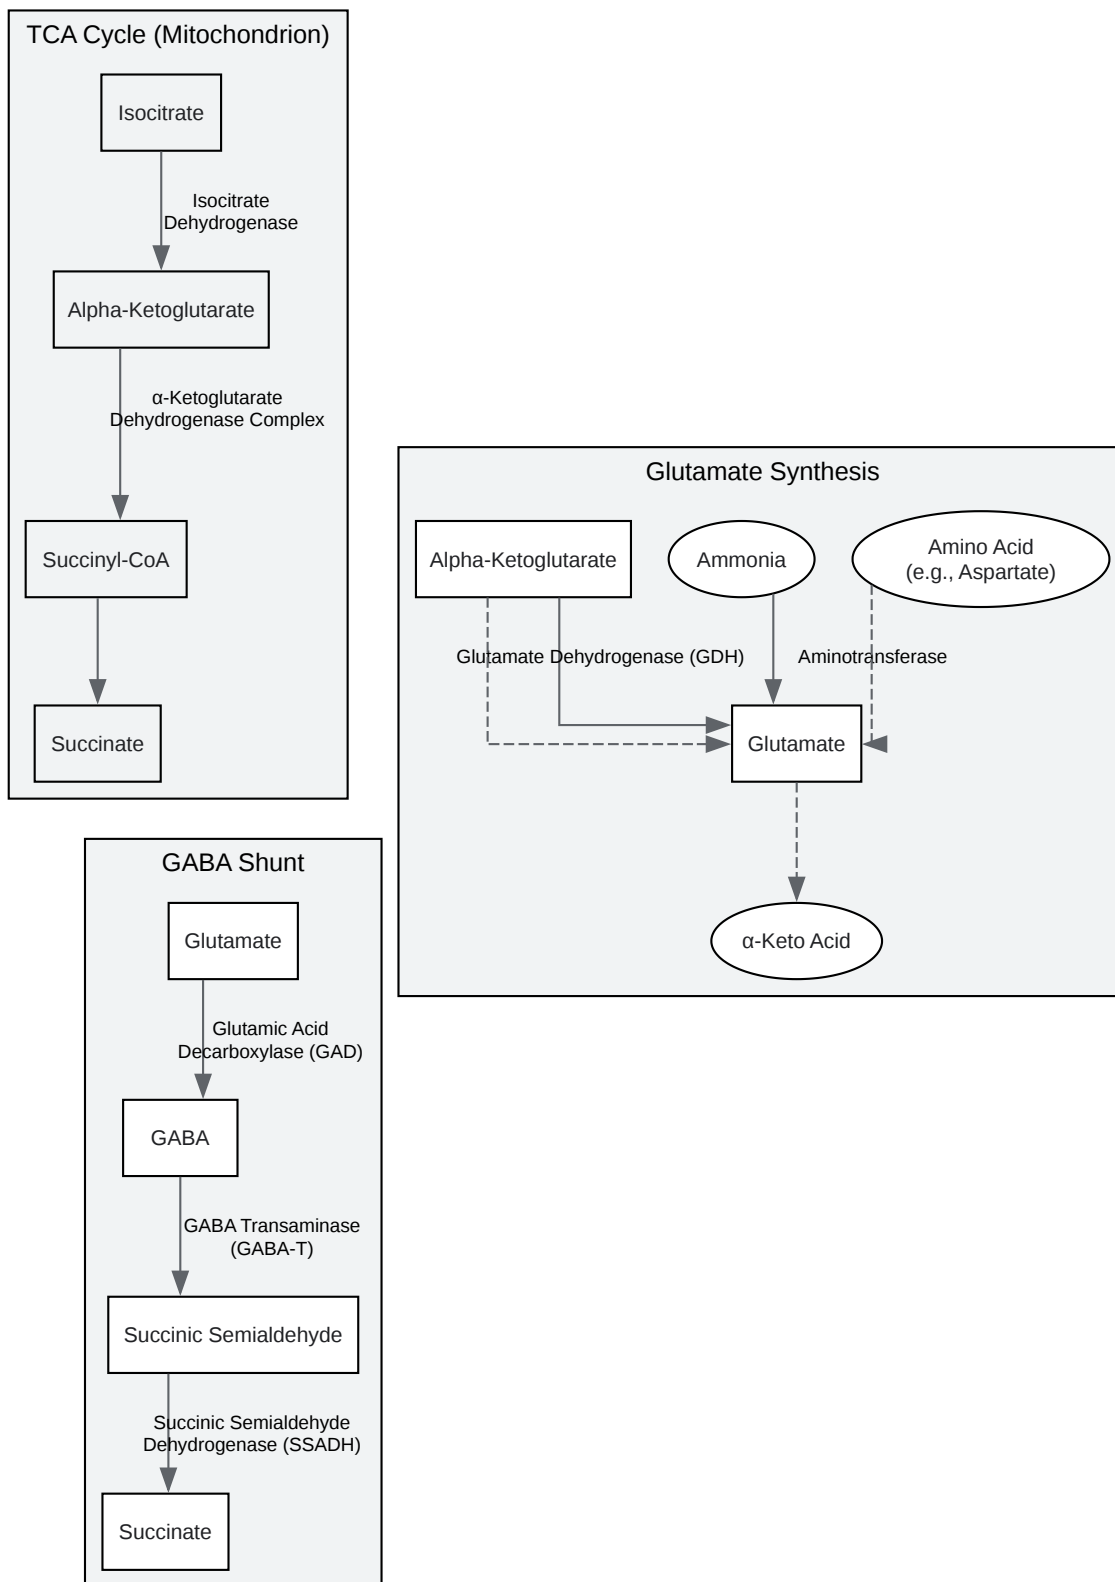 TCA Cycle (Mitochondrion)
Isocitrate
Isocitrate
Dehydrogenase
Alpha-Ketoglutarate
α-Ketoglutarate
Dehydrogenase Complex
Succinyl-CoA
Succinate
Glutamate Synthesis
Alpha-Ketoglutarate
Ammonia
Amino Acid
(e.g., Aspartate)
Glutamate Dehydrogenase (GDH)
Aminotransferase
Glutamate
α-Keto Acid
GABA Shunt
Glutamate
Glutamic Acid
Decarboxylase (GAD)
GABA
GABA Transaminase
(GABA-T)
Succinic Semialdehyde
Succinic Semialdehyde
Dehydrogenase (SSADH)
Succinate